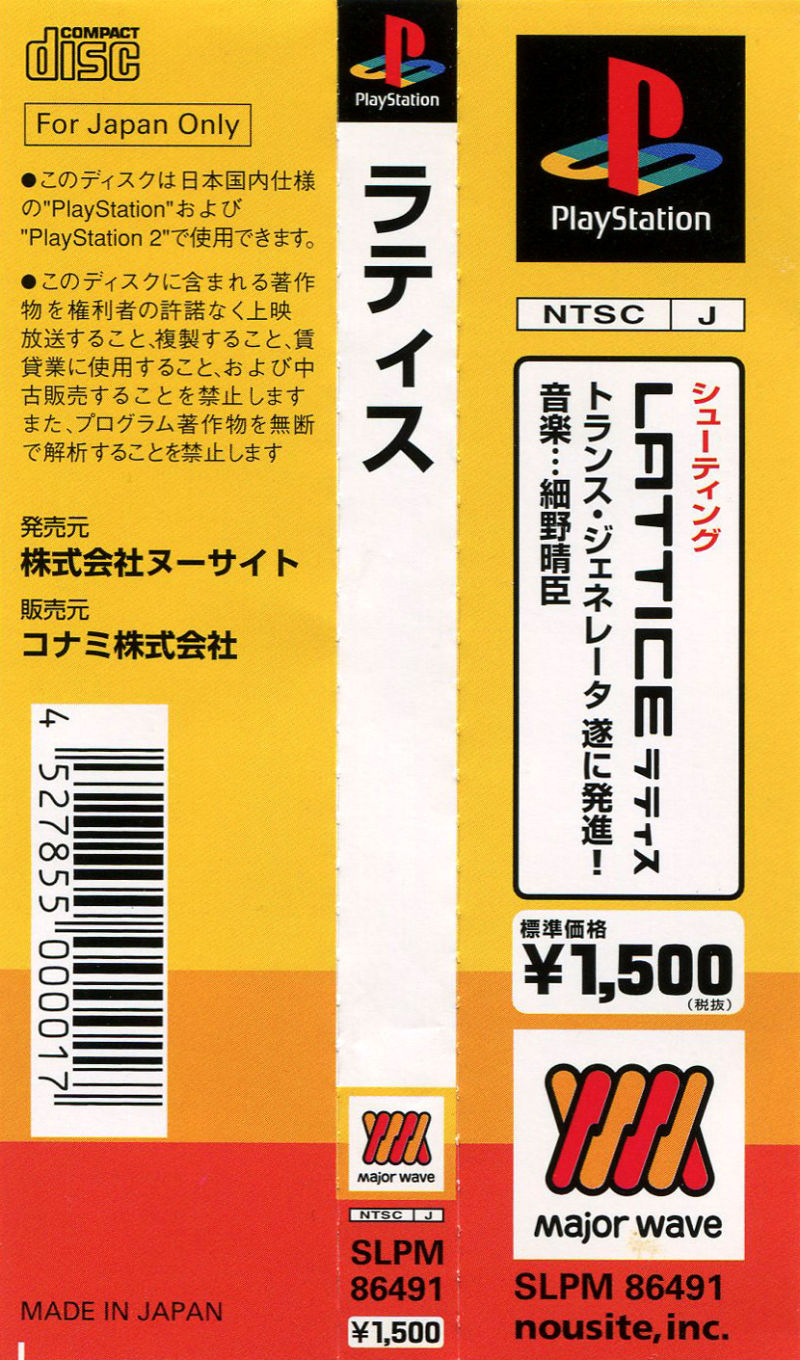 COMPACT
disc
For Japan Only
●このディスクは日本国内仕様
の"PlayStation"および
"PlayStation 2"で使用できます。
●このディスクに含まれる著作
物を権利者の許諾なく上映
放送すること、複製すること、賃
貸業に使用すること、および中
古販売することを禁止します
また、プログラム著作物を無断
で解析することを禁止します
発売元
株式会社ヌーサイト
販売元
コナミ株式会社
4 527855 000017
MADE IN JAPAN
PlayStation
ラティス
major wave
NTSC J
SLPM
86491
¥1,500
PlayStation
NTSC J
シューティング
LATTICE ラティス
トランス・ジェネレータ 遂に発進!
音楽…細野晴臣
標準価格
¥1,500
(税抜)
major wave
SLPM 86491
nousite, inc.